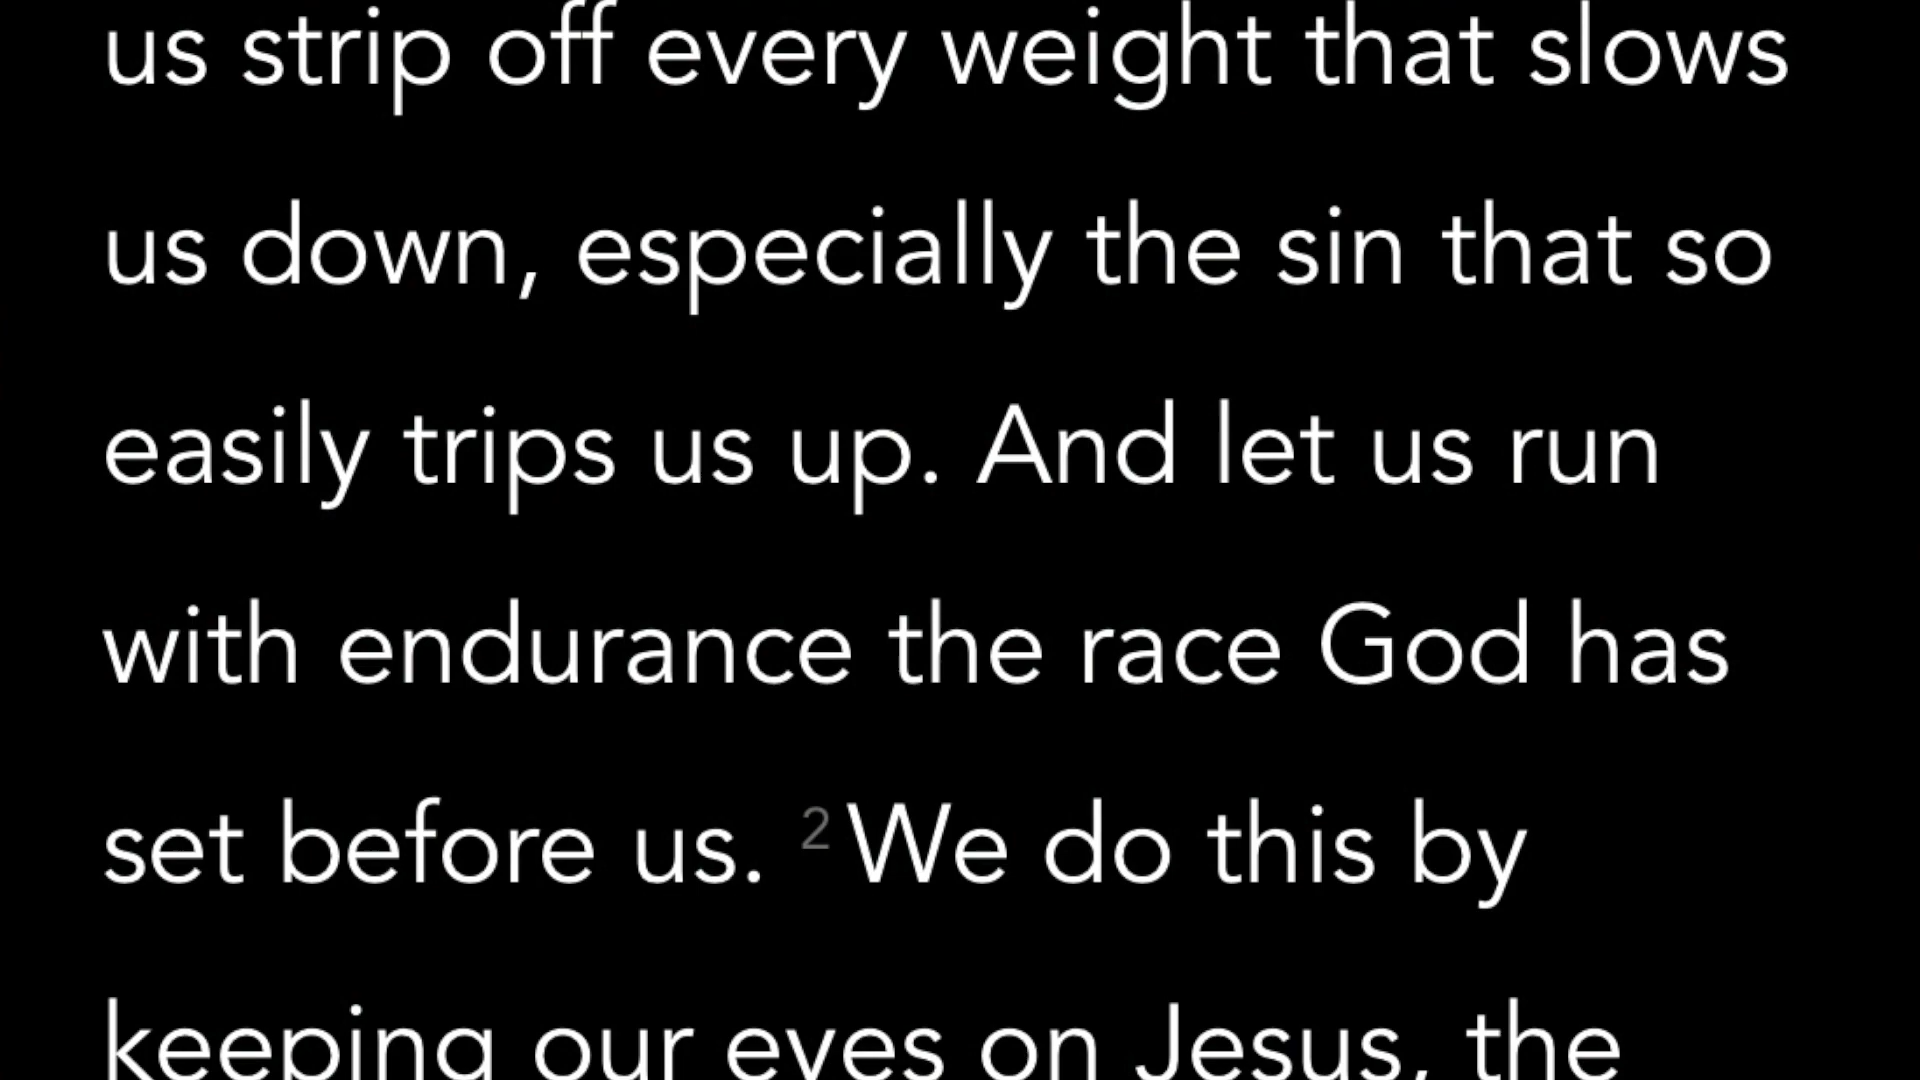 us strip off every weight that slows
us down, especially the sin that so
easily trips us up. And let us run
with endurance the race God has
set before us. 2 We do this by
keeping our eyes on Jesus, the